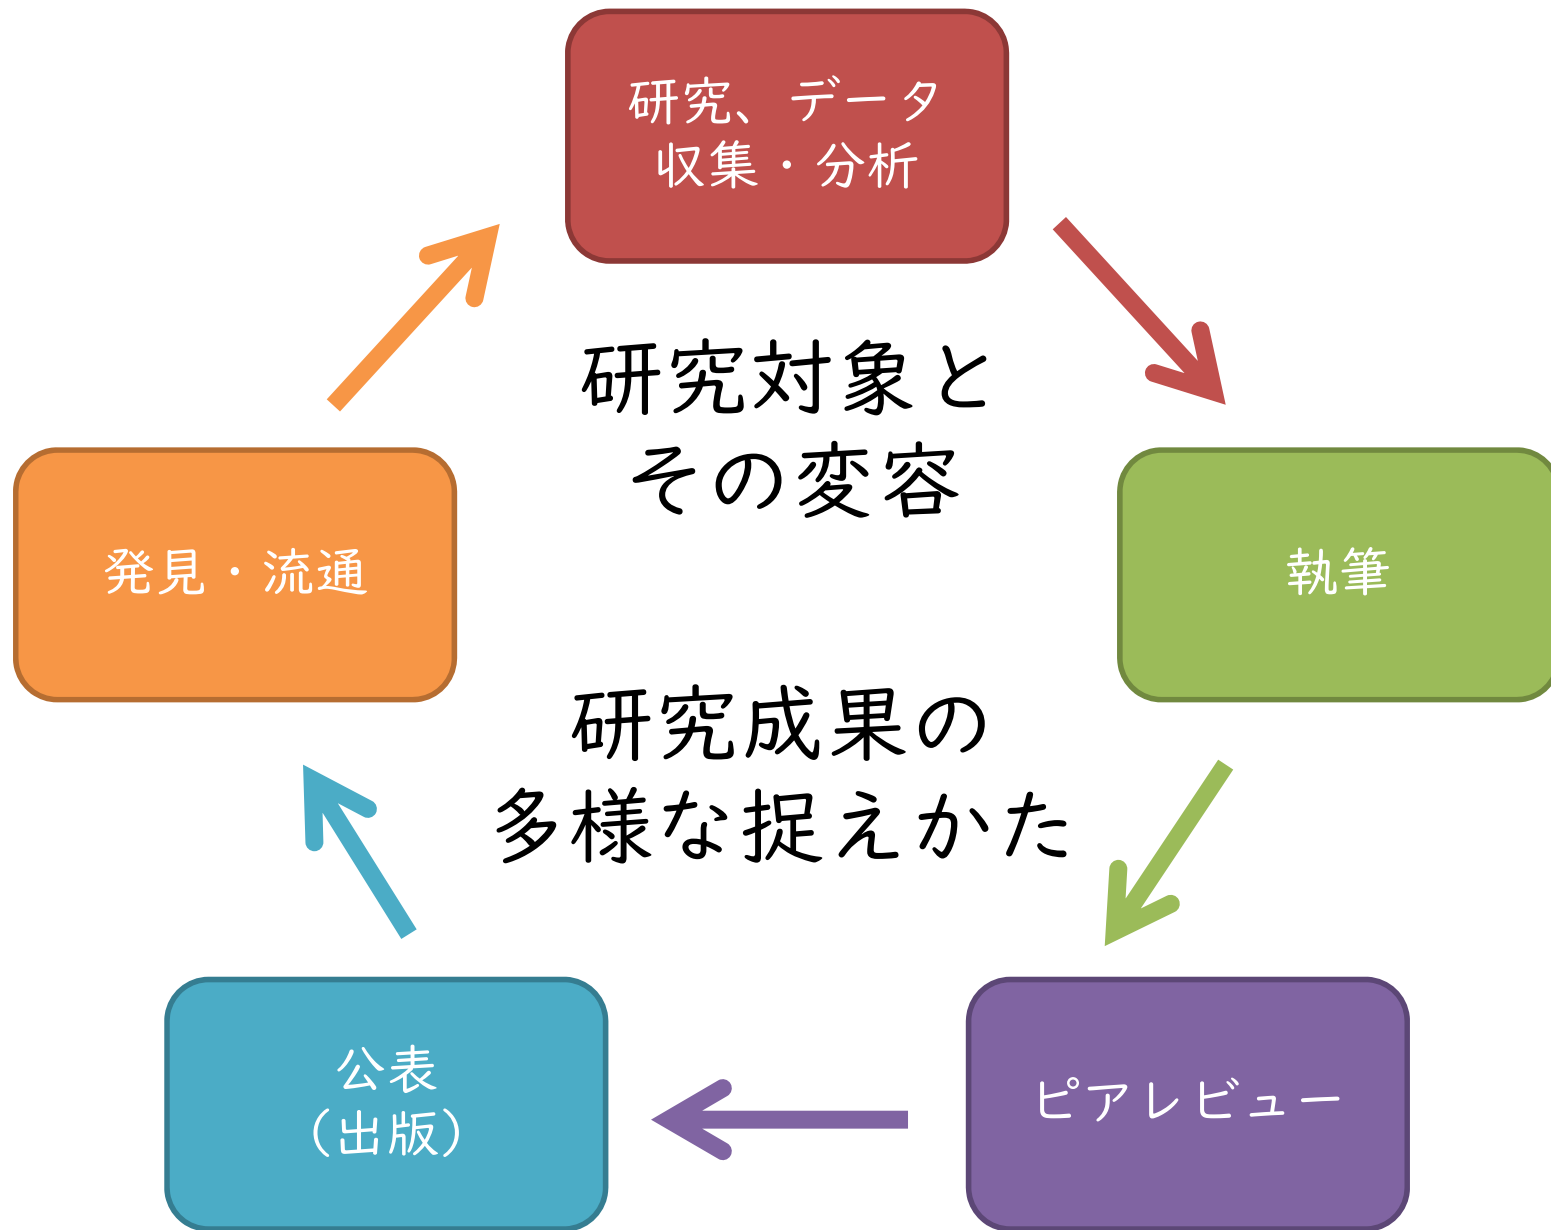 研究、データ
収集・分析
研究対象と
その変容
発見・流通
執筆
研究成果の
多様な捉えかた
公表
（出版）
ピアレビュー